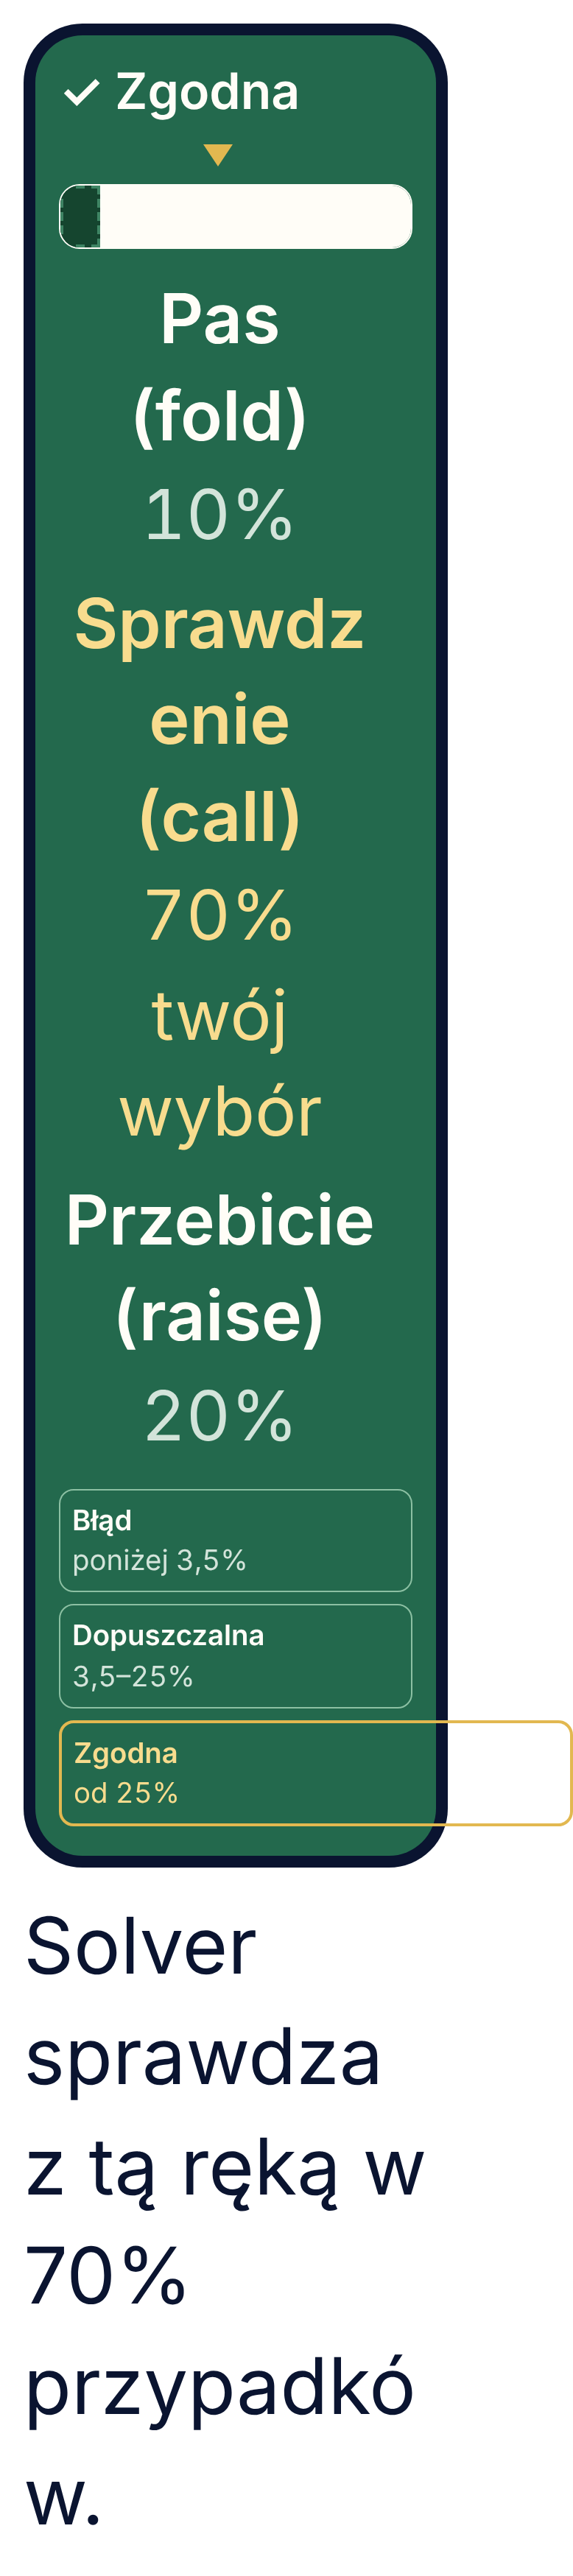 Zgodna
Pas
(fold)
10%
Sprawdz
enie
(call)
70%
twój
wybór
Przebicie
(raise)
20%
Błąd
poniżej 3,5%
Dopuszczalna
3,5–25%
Zgodna
od 25%
Solver
sprawdza
z tą ręką w
70%
przypadkó
w.